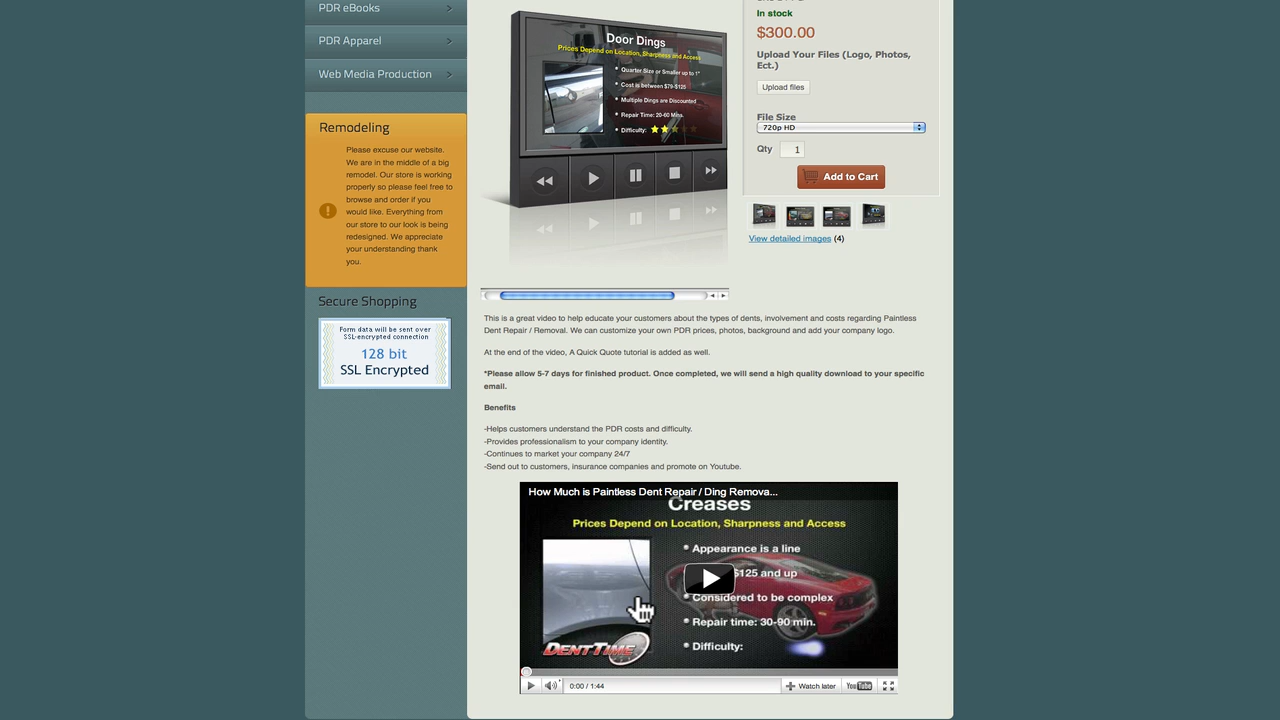 PDR eBooks >
PDR Apparel >
Web Media Production >
Remodeling
Please excuse our website.
We are in the middle of a big
remodel. Our store is working
properly so please feel free to
browse and order if you
would like. Everything from
our store to our look is being
redesigned. We appreciate
your understanding thank
you.
Secure Shopping
Form data will be sent over
SSL-encrypted connection
128 bit
SSL Encrypted
Door Dings
Prices Depend on Location, Sharpness and Access
Quarter Size or Smaller up to 1"
Cost is between $79-$125
Multiple Dings are Discounted
Repair Time: 20-60 Mins.
Difficulty:
In stock
$300.00
Upload Your Files (Logo, Photos,
Ect.)
Upload files
File Size
720p HD
Qty 1
Add to Cart
View detailed images (4)
This is a great video to help educate your customers about the types of dents, involvement and costs regarding Paintless
Dent Repair / Removal. We can customize your own PDR prices, photos, background and add your company logo.
At the end of the video, A Quick Quote tutorial is added as well.
*Please allow 5-7 days for finished product. Once completed, we will send a high quality download to your specific
email.
Benefits
-Helps customers understand the PDR costs and difficulty.
-Provides professionalism to your company identity.
-Continues to market your company 24/7
-Send out to customers, insurance companies and promote on Youtube.
How Much is Paintless Dent Repair / Ding Remova...
Creases
Prices Depend on Location, Sharpness and Access
Appearance is a line
$125 and up
Considered to be complex
Repair time: 30-90 min.
Difficulty:
DENT TIME
0:00 / 1:44
Watch later
YouTube